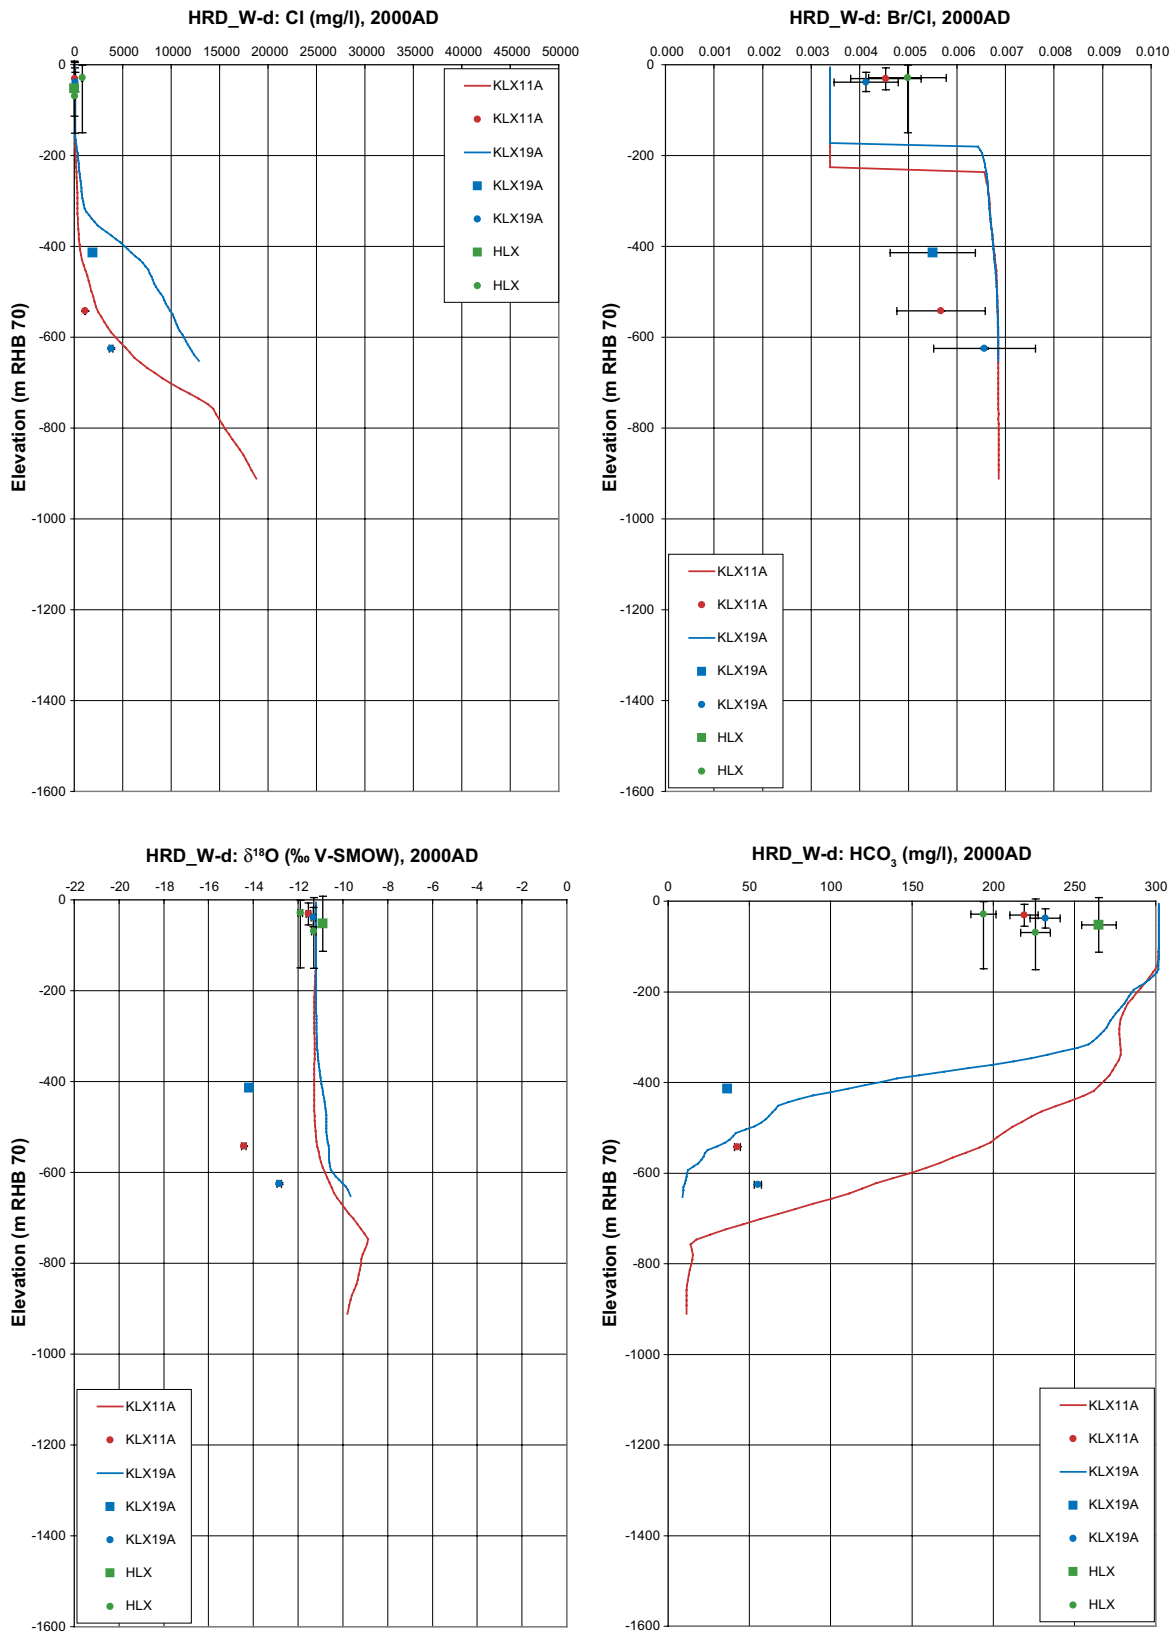 HRD_W-d: Cl (mg/l), 2000AD
0 5000 10000 15000 20000 25000 30000 35000 40000 45000 50000
0
-200
-400
-600
-800
-1000
-1200
-1400
-1600
Elevation (m RHB 70)
KLX11A
KLX11A
KLX19A
KLX19A
KLX19A
HLX
HLX
HRD_W-d: Br/Cl, 2000AD
0.000 0.001 0.002 0.003 0.004 0.005 0.006 0.007 0.008 0.009 0.010
0
-200
-400
-600
-800
-1000
-1200
-1400
-1600
Elevation (m RHB 70)
KLX11A
KLX11A
KLX19A
KLX19A
KLX19A
HLX
HLX
HRD_W-d: δ¹⁸O (‰ V-SMOW), 2000AD
-22 -20 -18 -16 -14 -12 -10 -8 -6 -4 -2 0
0
-200
-400
-600
-800
-1000
-1200
-1400
-1600
Elevation (m RHB 70)
KLX11A
KLX11A
KLX19A
KLX19A
KLX19A
HLX
HLX
HRD_W-d: HCO₃ (mg/l), 2000AD
0 50 100 150 200 250 300
0
-200
-400
-600
-800
-1000
-1200
-1400
-1600
Elevation (m RHB 70)
KLX11A
KLX11A
KLX19A
KLX19A
KLX19A
HLX
HLX